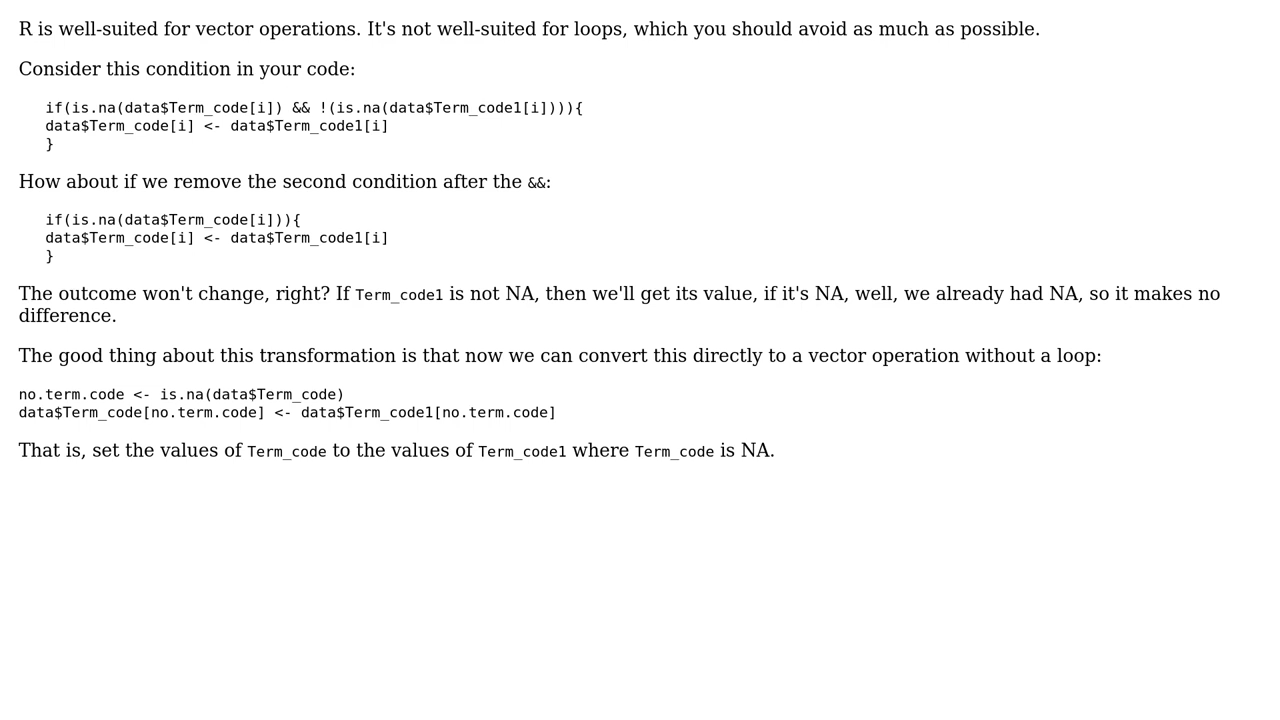 R is well-suited for vector operations. It's not well-suited for loops, which you should avoid as much as possible.
Consider this condition in your code:
if(is.na(data$Term_code[i]) && !(is.na(data$Term_code1[i]))){
data$Term_code[i] <- data$Term_code1[i]
}
How about if we remove the second condition after the &&:
if(is.na(data$Term_code[i])){
data$Term_code[i] <- data$Term_code1[i]
}
The outcome won't change, right? If Term_code1 is not NA, then we'll get its value, if it's NA, well, we already had NA, so it makes no
difference.
The good thing about this transformation is that now we can convert this directly to a vector operation without a loop:
no.term.code <- is.na(data$Term_code)
data$Term_code[no.term.code] <- data$Term_code1[no.term.code]
That is, set the values of Term_code to the values of Term_code1 where Term_code is NA.